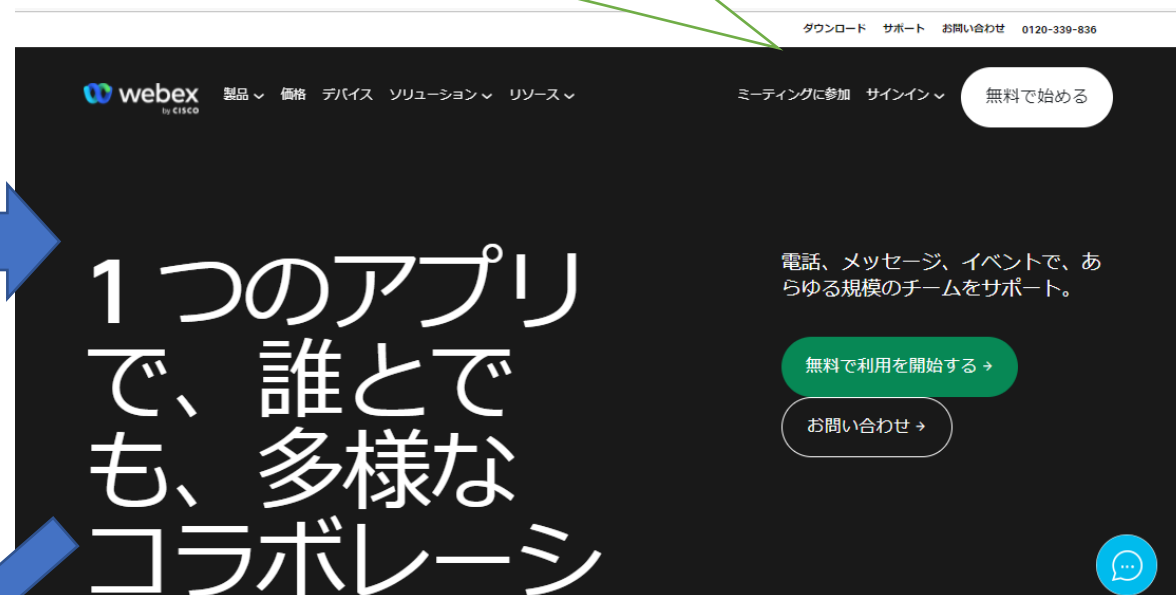 ダウンロード サポート お問い合わせ 0120-339-836
webex by CISCO 製品 価格 デバイス ソリューション リソース ミーティングに参加 サインイン 無料で始める
1 つのアプリ
で、誰とで
も、多様な
コラボレーシ
電話、メッセージ、イベントで、あ
らゆる規模のチームをサポート。
無料で利用を開始する →
お問い合わせ →